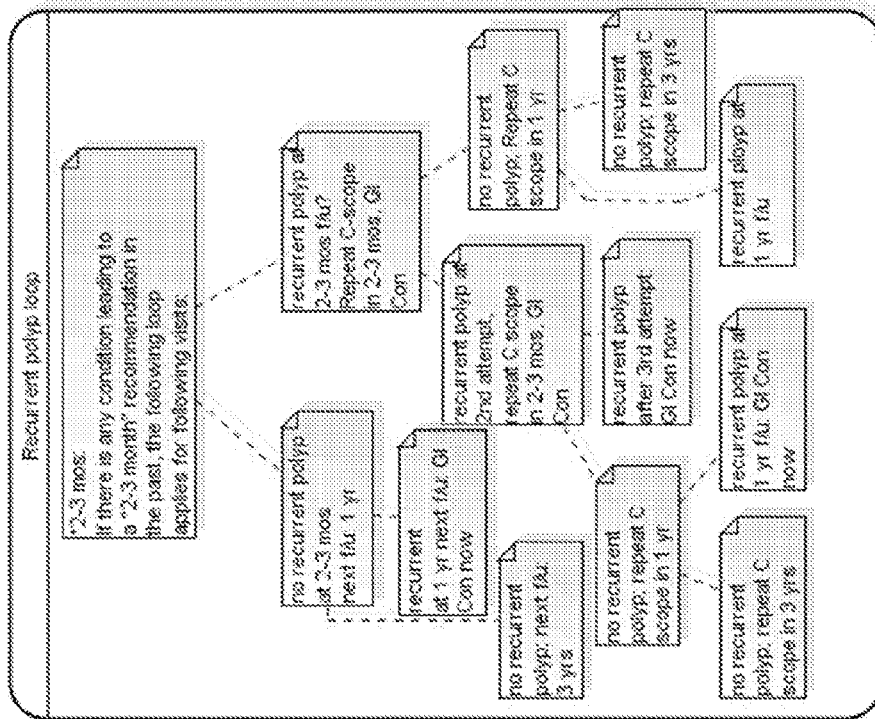 Recurrent polyp loop
"2-3 mos:
If there is any condition leading to
a "2-3 month" recommendation in
the past, the following loop
applies for following visits:
no recurrent polyp
at 2-3 mos:
next f/u: 1 yr
recurrent polyp at
2-3 mos f/u?
Repeat C-scope
in 2-3 mos, GI
Con
recurrent
at 1 yr next f/u: GI
Con now
no recurrent
polyp: next f/u:
3 yrs
recurrent polyp at
2nd attempt,
repeat C scope
in 2-3 mos, GI
Con
no recurrent
polyp: Repeat C
scope in 1 yr
no recurrent
polyp: repeat C
scope in 1 yr
recurrent polyp
after 3rd attempt
GI Con now
no recurrent
polyp: repeat C
scope in 3 yrs
no recurrent
polyp: repeat C
scope in 3 yrs
recurrent polyp at
1 yr f/u: GI Con
now
recurrent ployp at
1 yr f/u